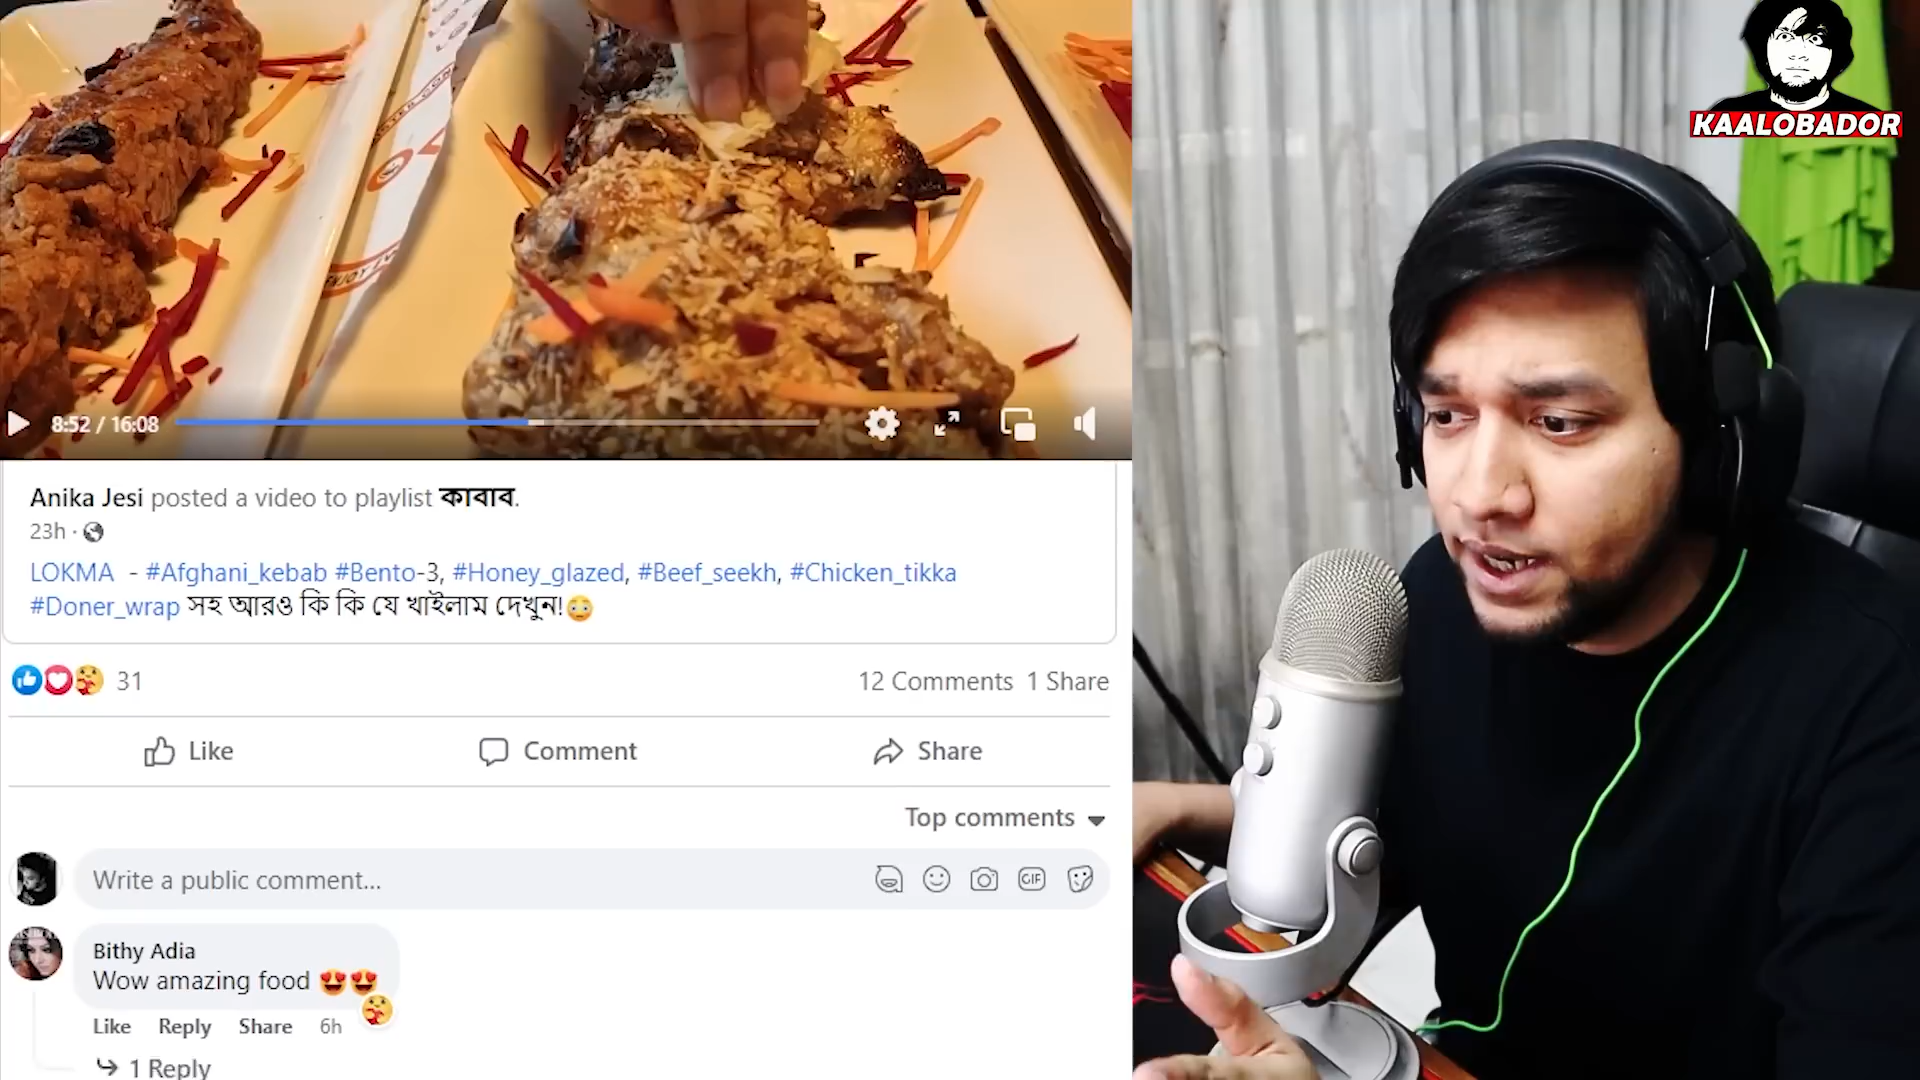 KAALOBADOR
8:52 / 16:08
Anika Jesi posted a video to playlist কাবাব.
23h ·
LOKMA - #Afghani_kebab #Bento-3, #Honey_glazed, #Beef_seekh, #Chicken_tikka
#Doner_wrap সহ আরও কি কি যে খাইলাম দেখুন!😳
31
12 Comments 1 Share
Like Comment Share
Top comments
Write a public comment...
GIF
Bithy Adia
Wow amazing food 😍😍
Like Reply Share 6h
1 Reply